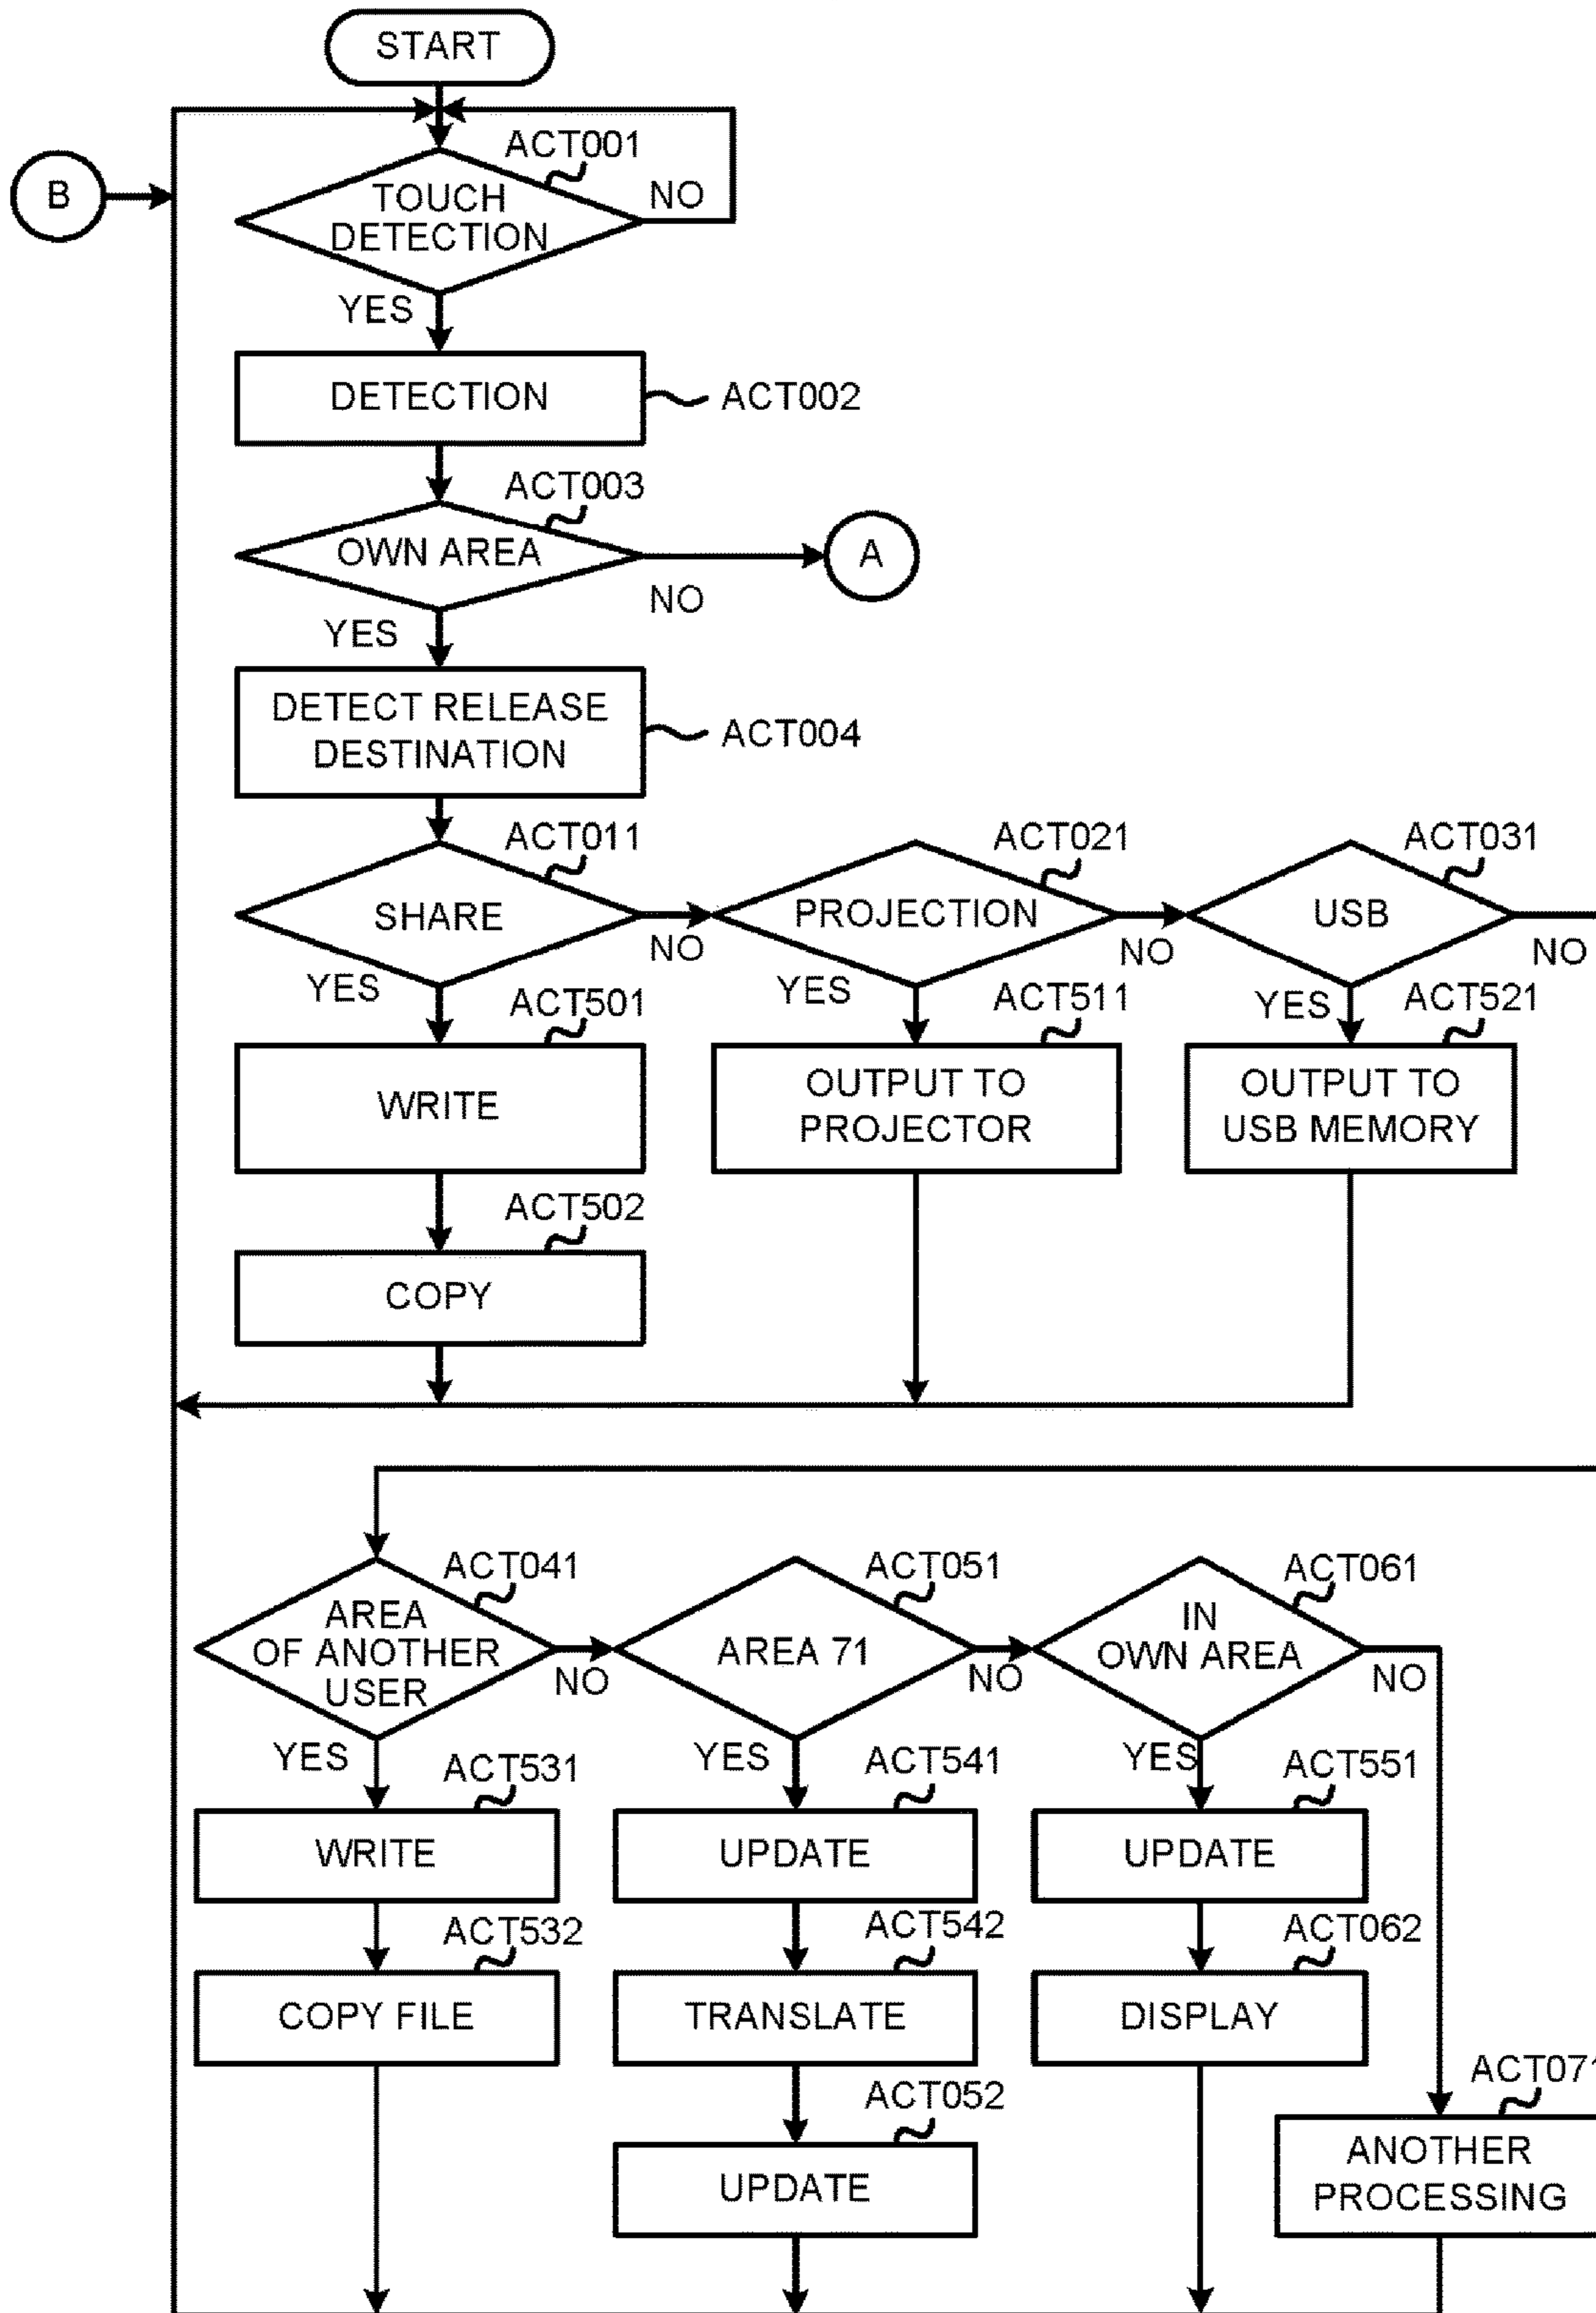 START
ACT001
B
TOUCH
DETECTION
NO
YES
DETECTION
ACT002
ACT003
OWN AREA
A
NO
YES
DETECT RELEASE
DESTINATION
ACT004
ACT011
ACT021
ACT031
SHARE
PROJECTION
USB
NO
NO
NO
YES
YES
YES
ACT501
ACT511
ACT521
WRITE
OUTPUT TO
PROJECTOR
OUTPUT TO
USB MEMORY
ACT502
COPY
ACT041
ACT051
ACT061
AREA
OF ANOTHER
USER
AREA 71
IN
OWN AREA
NO
NO
NO
YES
YES
YES
ACT531
ACT541
ACT551
WRITE
UPDATE
UPDATE
ACT532
ACT542
ACT062
COPY FILE
TRANSLATE
DISPLAY
ACT052
ACT071
UPDATE
ANOTHER
PROCESSING